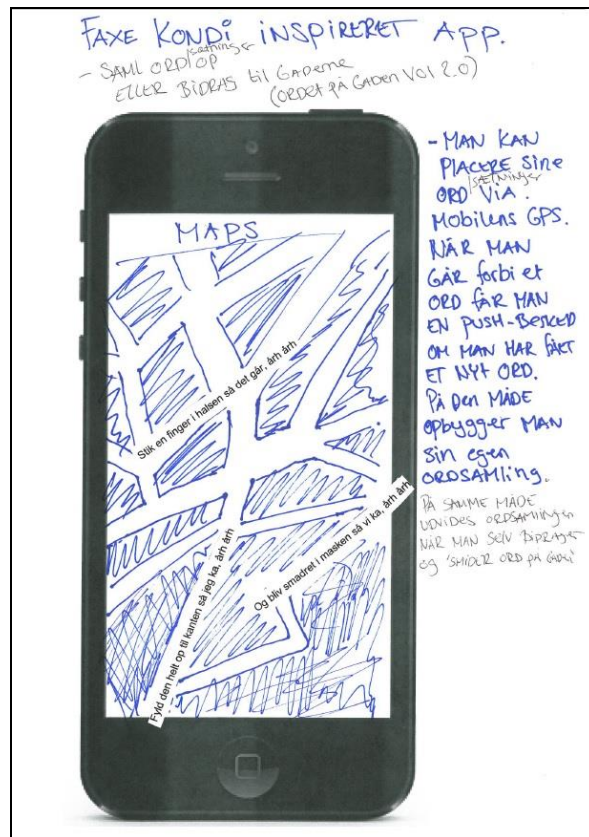 FAXE KONDI INSPIRERET APP.
- SAML ORD/sætninger OP
ELLER BIDRAG til GADERNE
(ORDET PÅ GADEN VOL 2.0)
MAPS
Stik en finger i halsen så det går, årh årh
Og bliv smadret i masken så vi ka, årh årh
Fyld den helt op til kanten så jeg ka, årh årh
- MAN KAN
PLACERE Sine
ORD/SÆTNINGER VIA
MOBILENS GPS.
NÅR MAN
GÅR forbi et
ORD FÅR MAN
EN PUSH-BESKED
OM MAN HAR FÅET
ET NYT ORD.
PÅ Den MÅDE
opbygger MAN
Sin egen
ORDSAMLING.
PÅ SAMME MÅDE
UDVIDES ORDSAMLINGEN
NÅR MAN SELV BIDRAGER
og 'SMIDER ORD PÅ GADEN'